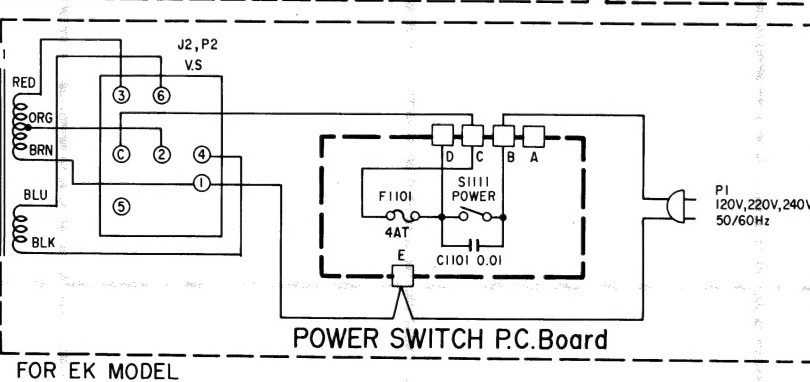 J2,P2
V.S
RED
3
6
ORG
BRN
C
2
4
1
BLU
5
BLK
D
C
B
A
F1101
4AT
S1111
POWER
C1101 0.01
E
P1
120V,220V,240V
50/60Hz
POWER SWITCH P.C.Board
FOR EK MODEL